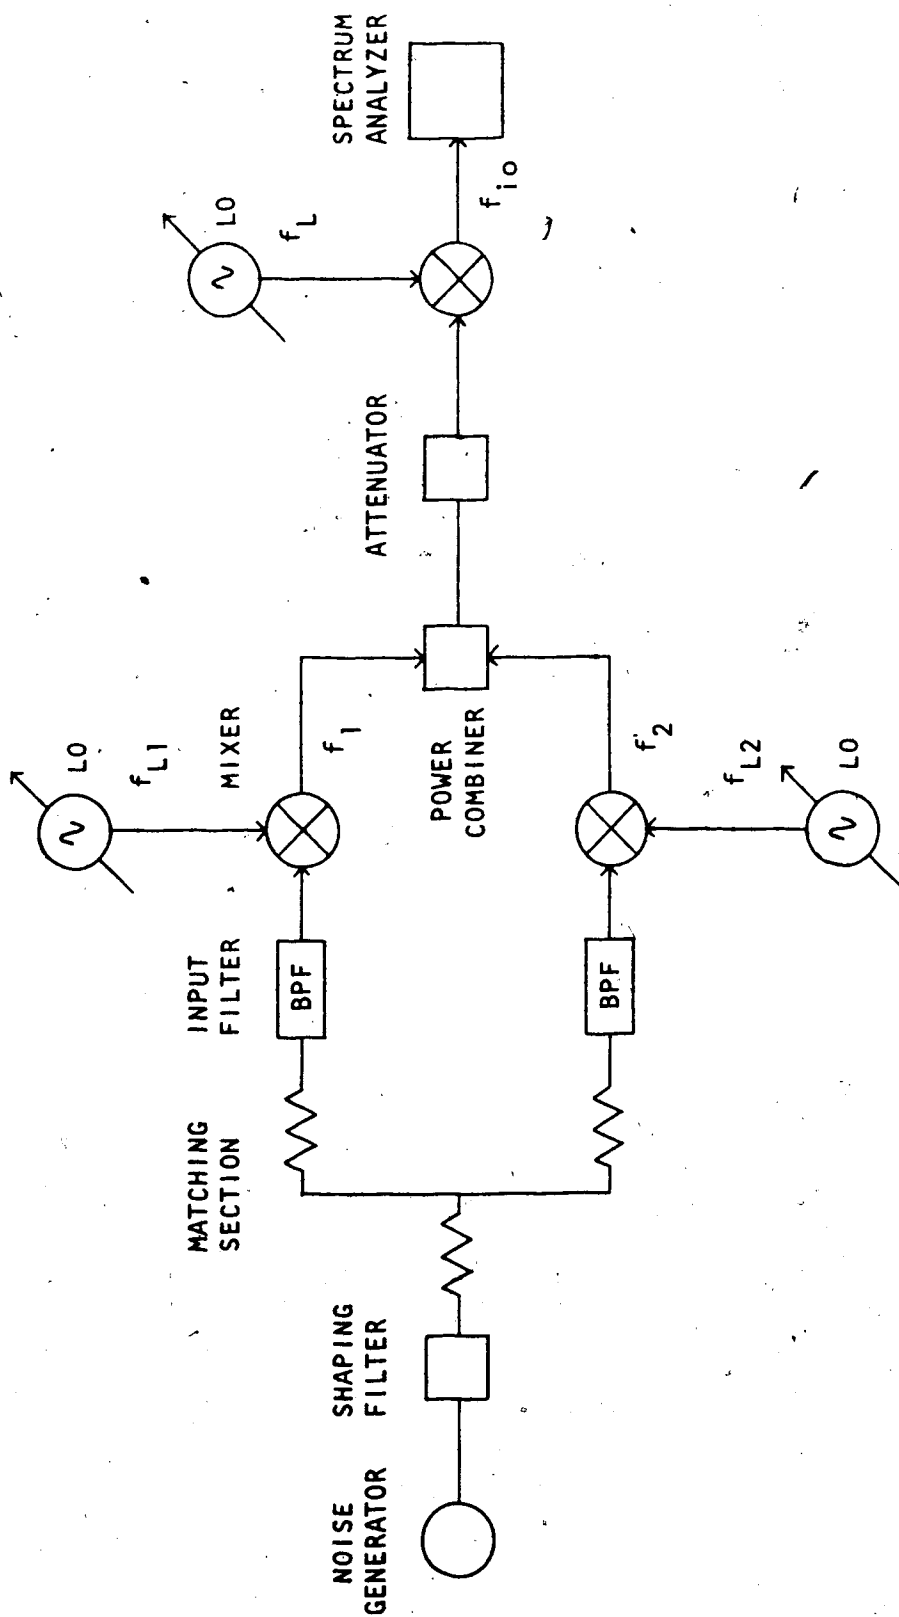 NOISE
GENERATOR
SHAPING
FILTER
MATCHING
SECTION
INPUT
FILTER
BPF
BPF
LO
f_L1
MIXER
f_1
f_2
f_L2
LO
POWER
COMBINER
ATTENUATOR
LO
f_L
f_io
SPECTRUM
ANALYZER